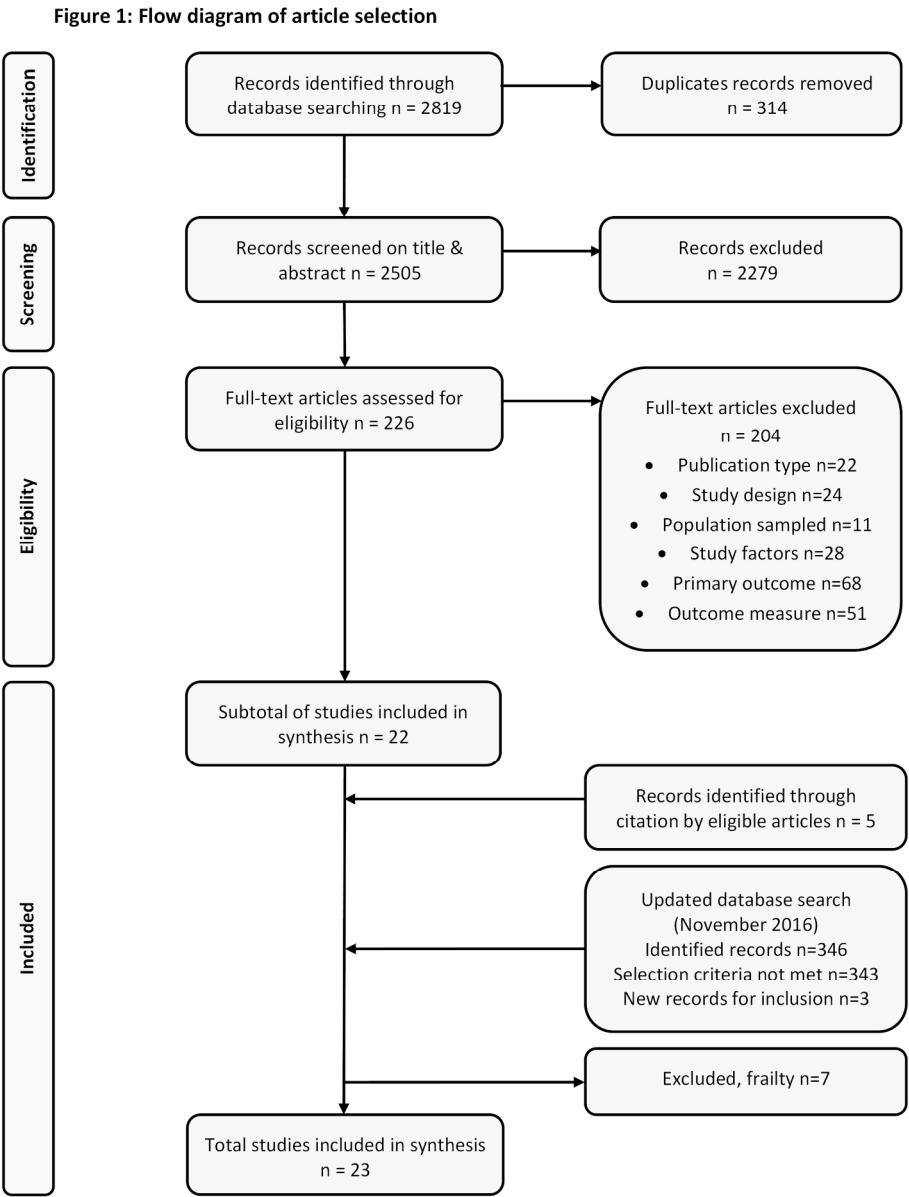 Figure 1: Flow diagram of article selection
Identification
Records identified through
database searching n = 2819
Duplicates records removed
n = 314
Screening
Records screened on title &
abstract n = 2505
Records excluded
n = 2279
Eligibility
Full-text articles assessed for
eligibility n = 226
Full-text articles excluded
n = 204
• Publication type n=22
• Study design n=24
• Population sampled n=11
• Study factors n=28
• Primary outcome n=68
• Outcome measure n=51
Included
Subtotal of studies included in
synthesis n = 22
Records identified through
citation by eligible articles n = 5
Updated database search
(November 2016)
Identified records n=346
Selection criteria not met n=343
New records for inclusion n=3
Excluded, frailty n=7
Total studies included in synthesis
n = 23